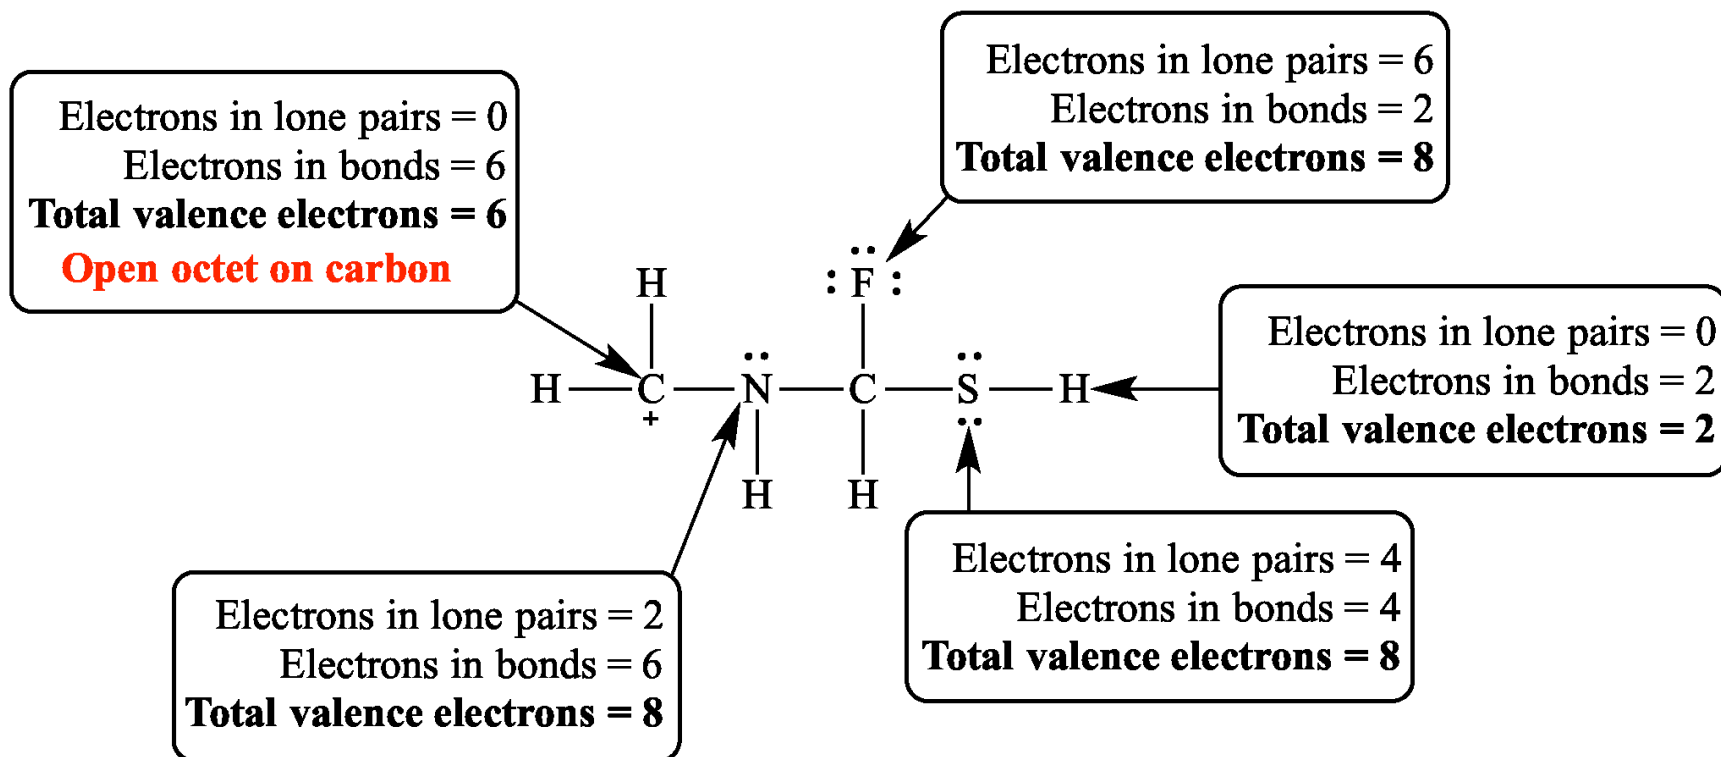 Electrons in lone pairs = 6
Electrons in bonds = 2
Total valence electrons = 8
Electrons in lone pairs = 0
Electrons in bonds = 6
Total valence electrons = 6
Open octet on carbon
H :F:
Electrons in lone pairs = 0
Electrons in bonds = 2
Total valence electrons = 2
H C N C S H
+
H H
Electrons in lone pairs = 4
Electrons in bonds = 4
Total valence electrons = 8
Electrons in lone pairs = 2
Electrons in bonds = 6
Total valence electrons = 8